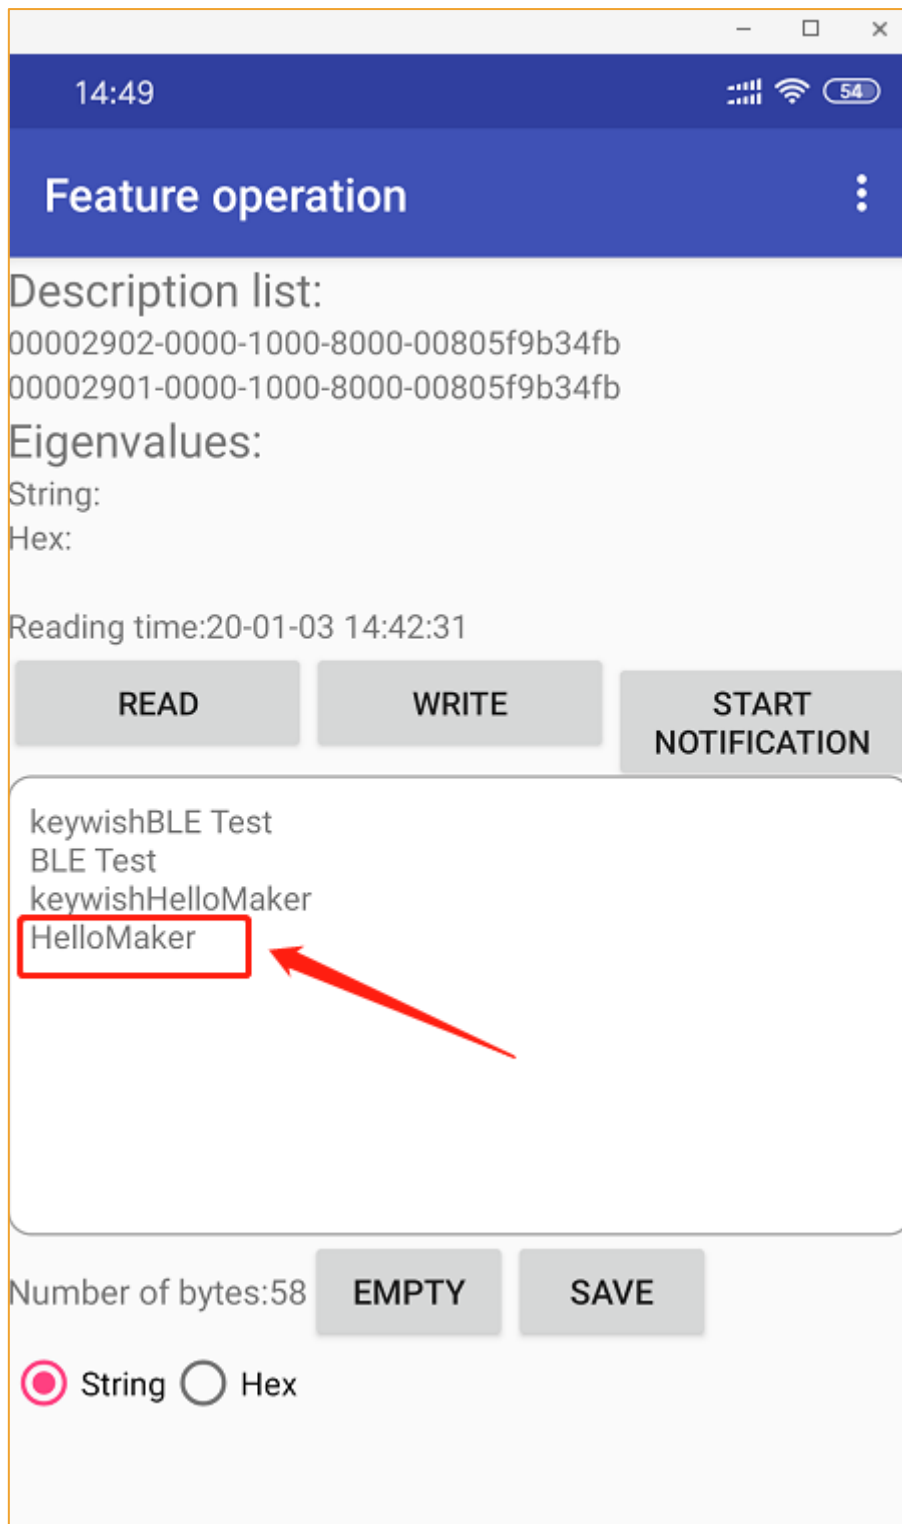 14:49
54
Feature operation
Description list:
00002902-0000-1000-8000-00805f9b34fb
00002901-0000-1000-8000-00805f9b34fb
Eigenvalues:
String:
Hex:
Reading time:20-01-03 14:42:31
READ WRITE START NOTIFICATION
keywishBLE Test
BLE Test
keywishHelloMaker
HelloMaker
Number of bytes:58 EMPTY SAVE
String Hex